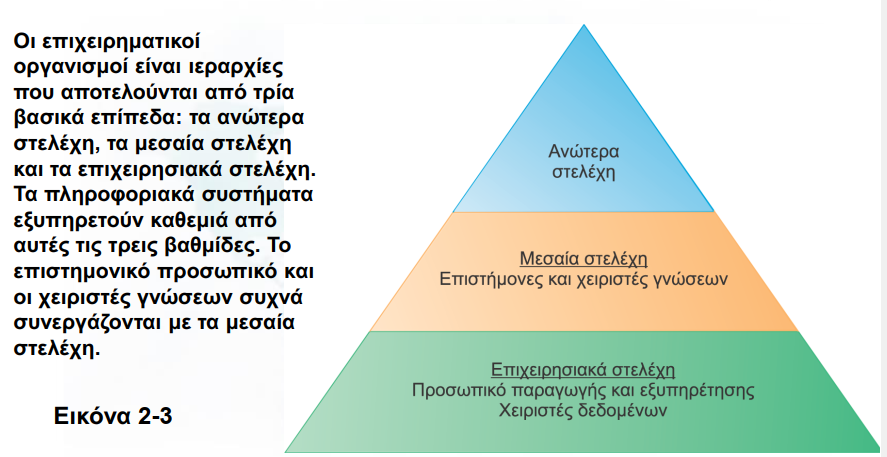 Οι επιχειρηματικοί
οργανισμοί είναι ιεραρχίες
που αποτελούνται από τρία
βασικά επίπεδα: τα ανώτερα
στελέχη, τα μεσαία στελέχη
και τα επιχειρησιακά στελέχη.
Τα πληροφοριακά συστήματα
εξυπηρετούν καθεμιά από
αυτές τις τρεις βαθμίδες. Το
επιστημονικό προσωπικό και
οι χειριστές γνώσεων συχνά
συνεργάζονται με τα μεσαία
στελέχη.
Εικόνα 2-3
Ανώτερα
στελέχη
Μεσαία στελέχη
Επιστήμονες και χειριστές γνώσεων
Επιχειρησιακά στελέχη
Προσωπικό παραγωγής και εξυπηρέτησης
Χειριστές δεδομένων